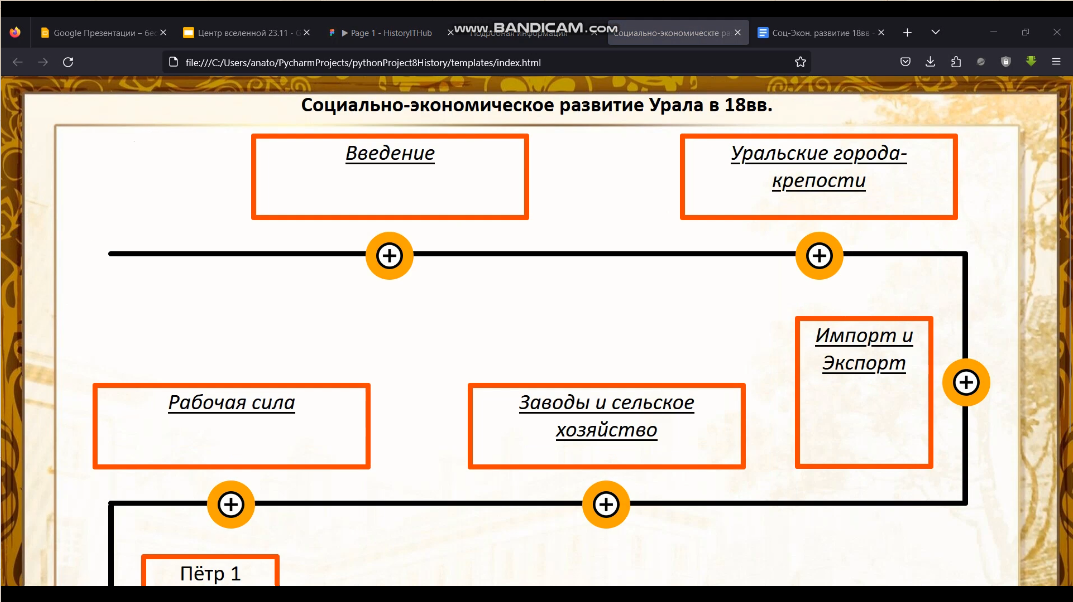 www.BANDICAM.com
Google Презентации – бе
Центр вселенной 23.11 -
Page 1 - HistoryITHub
Подробная информация
Социально-экономическте ра
Соц-Экон. развитие 18вв -
file:///C:/Users/anato/PycharmProjects/pythonProject8History/templates/index.html
Социально-экономическое развитие Урала в 18вв.
Введение
Уральские города-
крепости
Импорт и
Экспорт
Рабочая сила
Заводы и сельское
хозяйство
Пётр 1